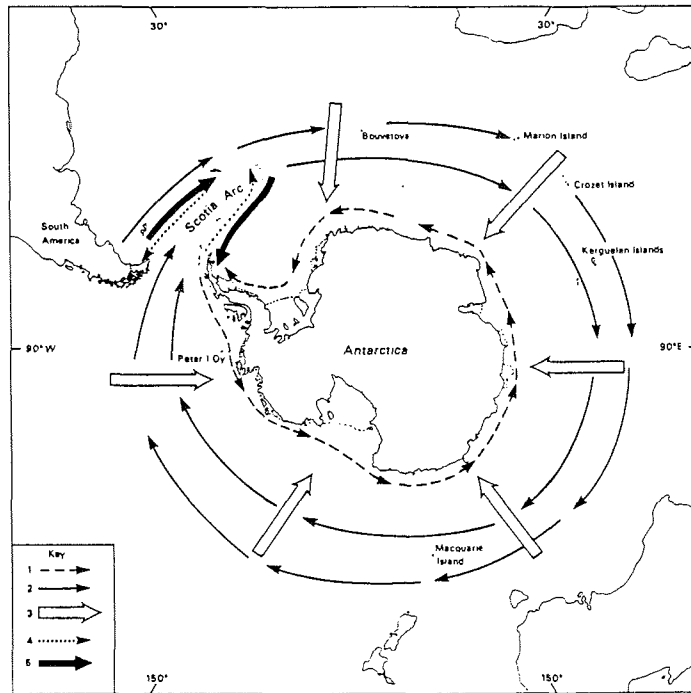 30°
30°
Bouvetøya
Marion Island
Crozet Island
Scotia Arc
South
America
Kerguelen Islands
90°W
Peter I Øy
Antarctica
90°E
Macquarie
Island
Key
1
2
3
4
5
150°
150°